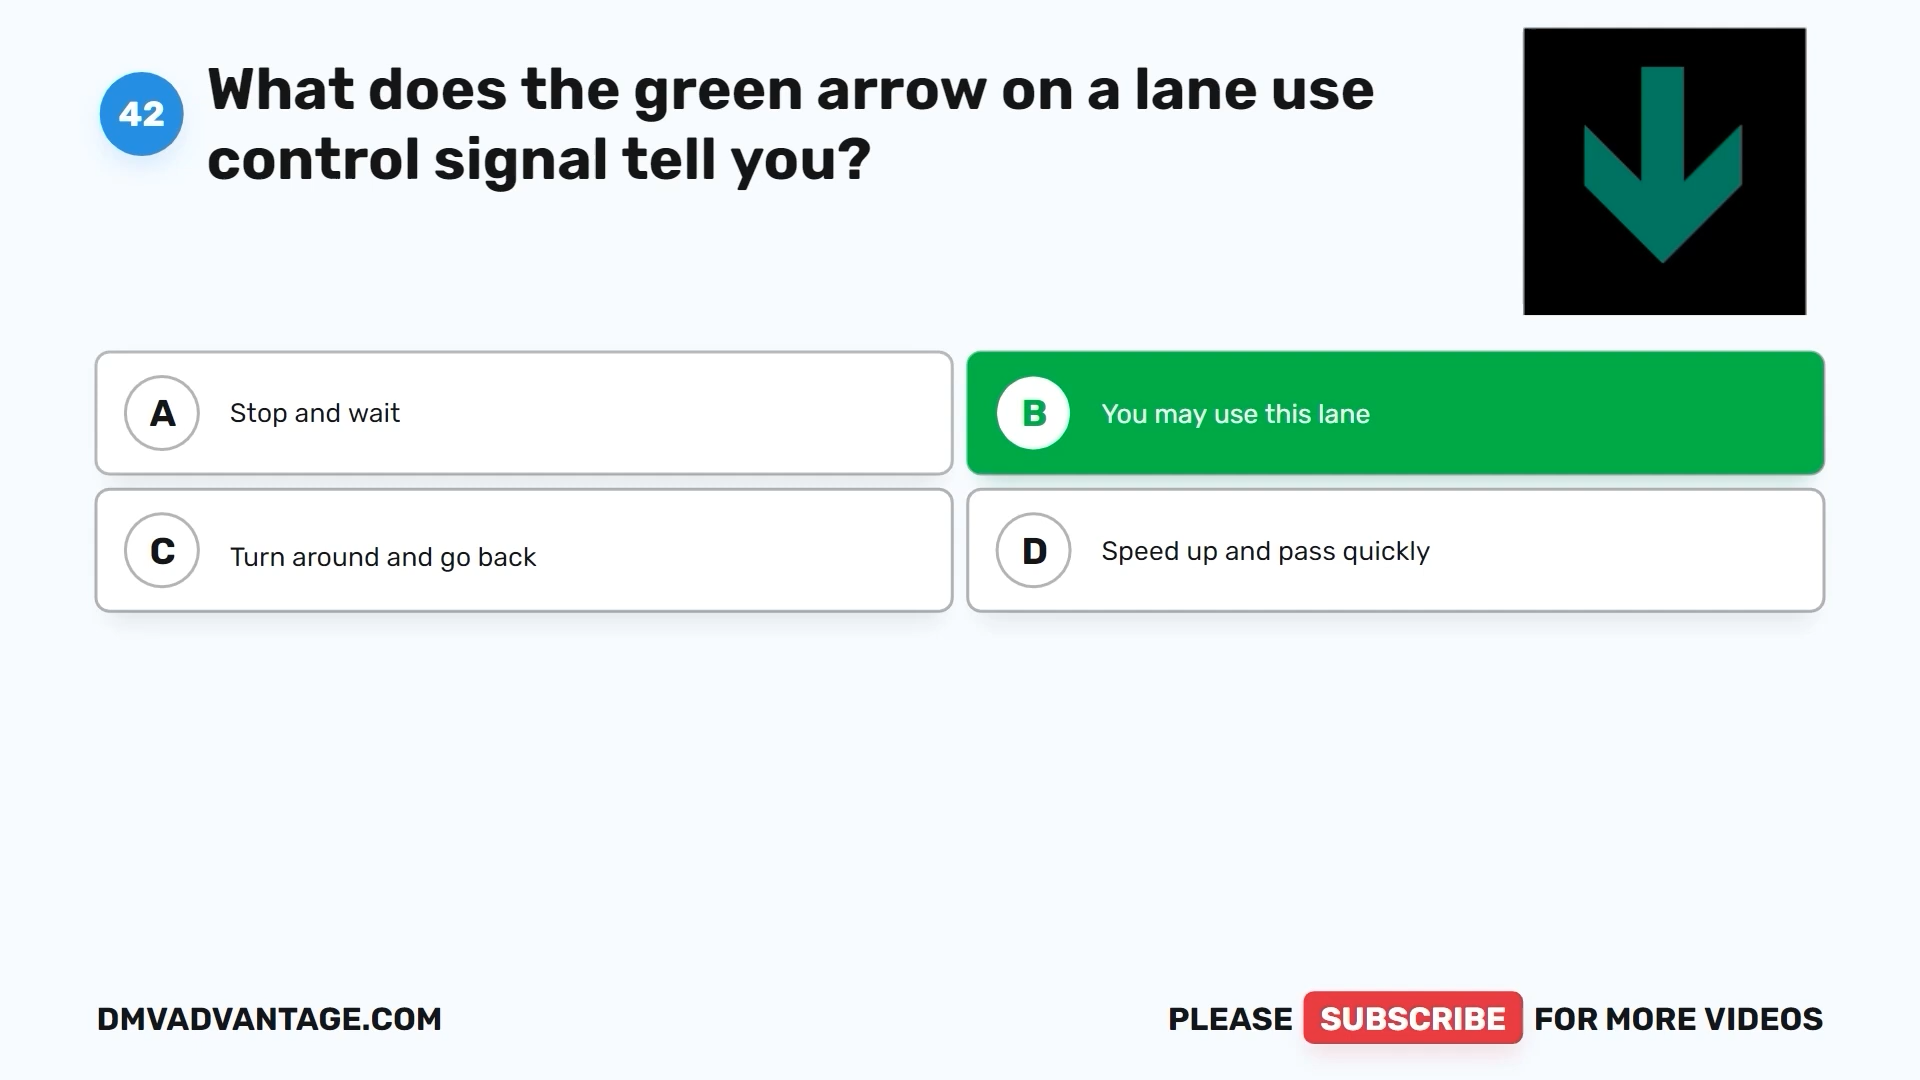 42
What does the green arrow on a lane use
control signal tell you?
A
Stop and wait
B
You may use this lane
C
Turn around and go back
D
Speed up and pass quickly
DMVADVANTAGE.COM
PLEASE SUBSCRIBE FOR MORE VIDEOS